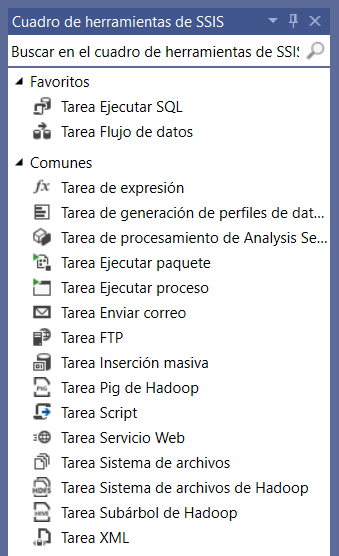 Cuadro de herramientas de SSIS
Buscar en el cuadro de herramientas de SSIS
Favoritos
Tarea Ejecutar SQL
Tarea Flujo de datos
Comunes
fx Tarea de expresión
Tarea de generación de perfiles de dat...
Tarea de procesamiento de Analysis Se...
Tarea Ejecutar paquete
Tarea Ejecutar proceso
Tarea Enviar correo
Tarea FTP
Tarea Inserción masiva
PIG Tarea Pig de Hadoop
Tarea Script
Tarea Servicio Web
Tarea Sistema de archivos
HDFS Tarea Sistema de archivos de Hadoop
HIVE Tarea Subárbol de Hadoop
Tarea XML